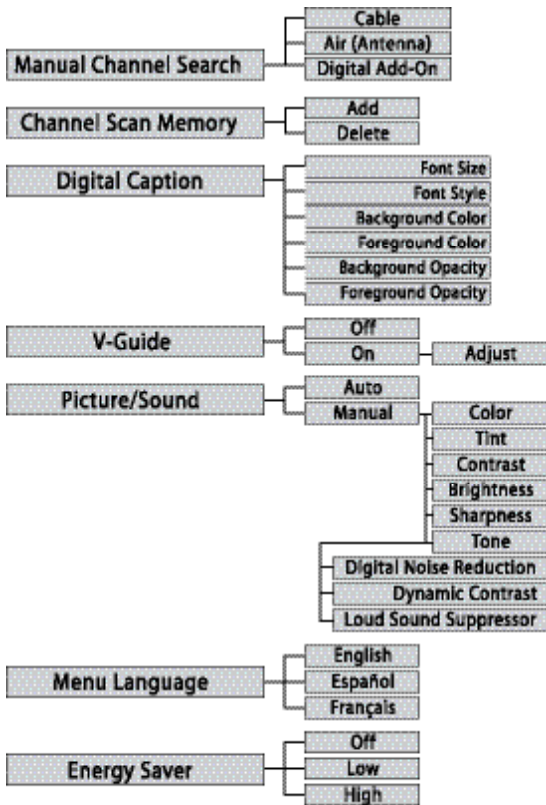 Manual Channel Search
Cable
Air (Antenna)
Digital Add-On
Channel Scan Memory
Add
Delete
Digital Caption
Font Size
Font Style
Background Color
Foreground Color
Background Opacity
Foreground Opacity
V-Guide
Off
On
Adjust
Picture/Sound
Auto
Manual
Color
Tint
Contrast
Brightness
Sharpness
Tone
Digital Noise Reduction
Dynamic Contrast
Loud Sound Suppressor
Menu Language
English
Español
Français
Energy Saver
Off
Low
High